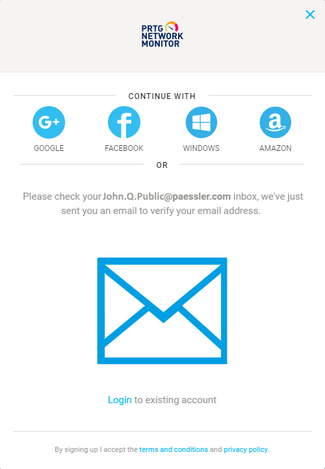 PRTG
NETWORK
MONITOR
CONTINUE WITH
G+
GOOGLE
FACEBOOK
WINDOWS
AMAZON
OR
Please check your John.Q.Public@paessler.com inbox, we've just
sent you an email to verify your email address.
Login to existing account
By signing up I accept the terms and conditions and privacy policy.